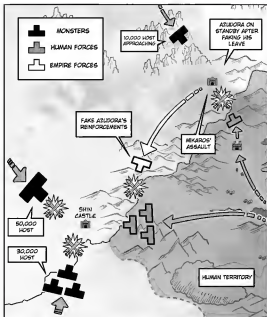 MONSTERS
HUMAN FORCES
EMPIRE FORCES
10,000 HOST
APPROACHING
AZUDORA ON
STANDBY AFTER
FAKING HIS
LEAVE
FAKE AZUDORA'S
REINFORCEMENTS
MIKAROS'
ASSAULT
SHIN
CASTLE
50,000
HOST
30,000
HOST
HUMAN TERRITORY